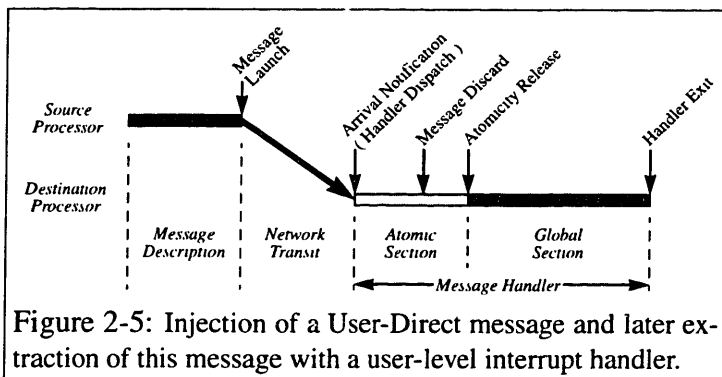 Message
Launch
Arrival Notification
( Handler Dispatch )
Message Discard
Atomicity Release
Handler Exit
Source
Processor
Destination
Processor
Message
Description
Network
Transit
Atomic
Section
Global
Section
Message Handler
Figure 2-5: Injection of a User-Direct message and later ex-
traction of this message with a user-level interrupt handler.